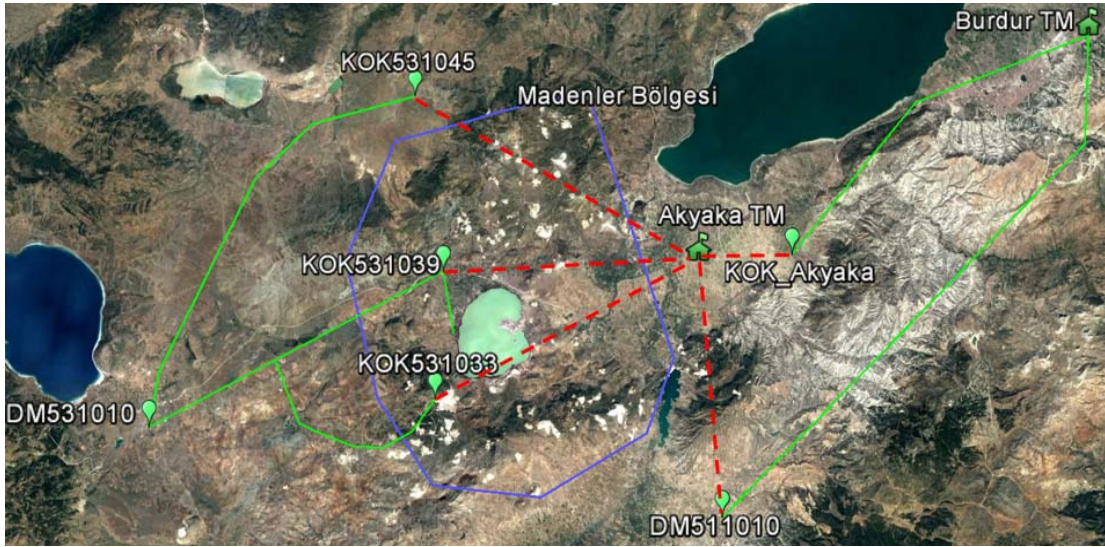 Burdur TM
KOK531045
Madenler Bölgesi
Akyaka TM
KOK531039
KOK_Akyaka
KOK531033
DM531010
DM511010